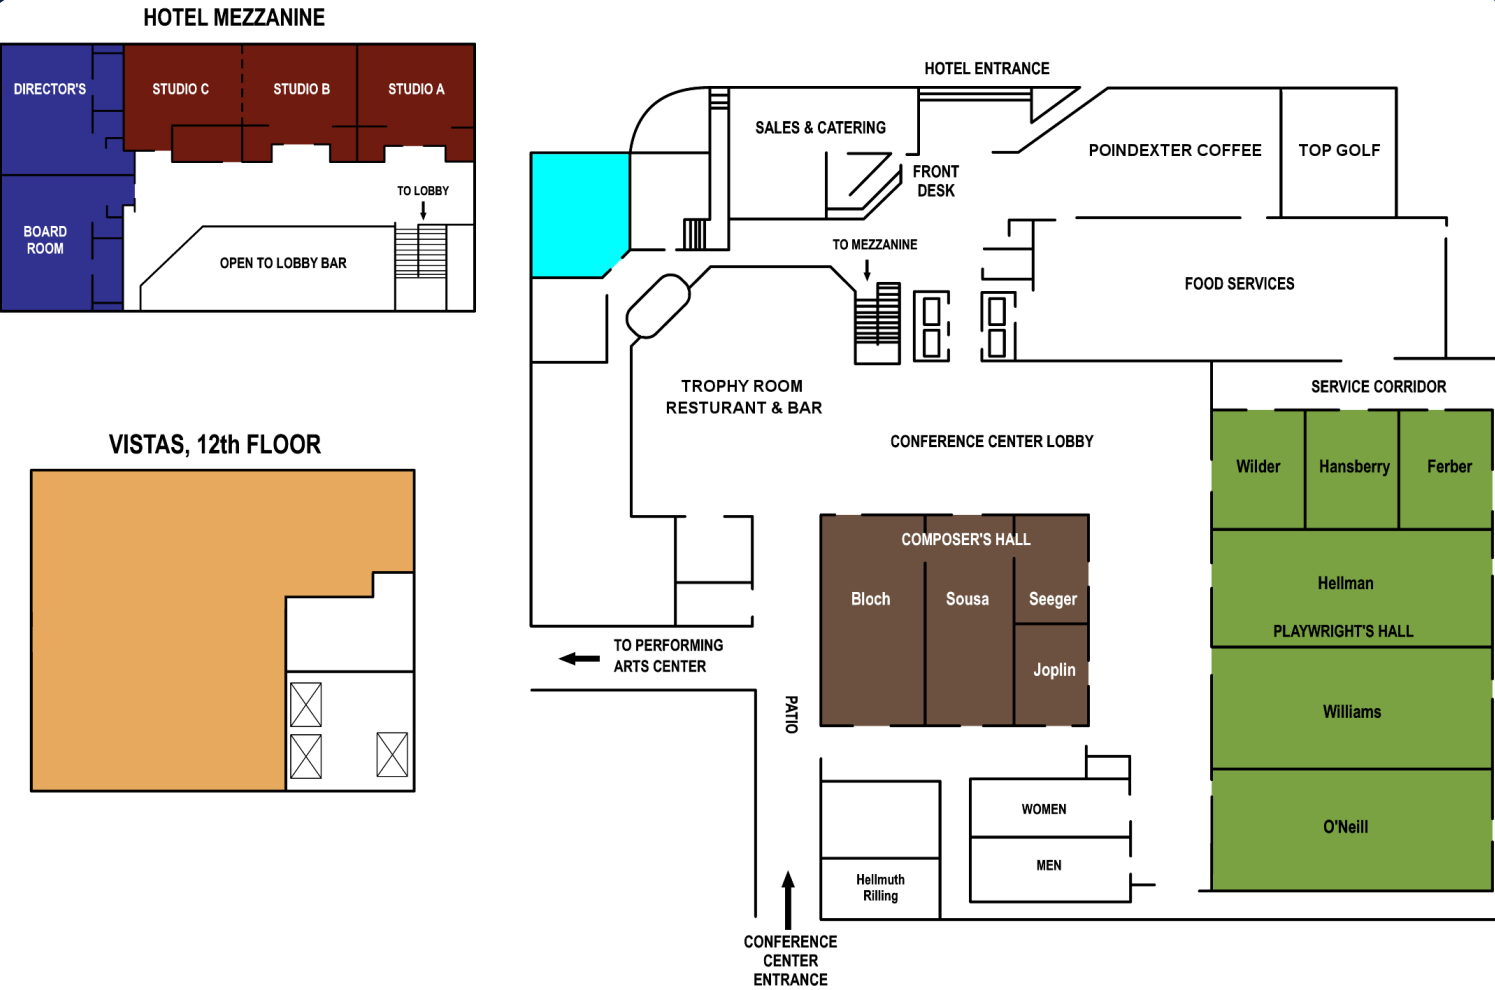 HOTEL MEZZANINE
DIRECTOR'S
STUDIO C
STUDIO B
STUDIO A
TO LOBBY
BOARD
ROOM
OPEN TO LOBBY BAR
VISTAS, 12th FLOOR
HOTEL ENTRANCE
SALES & CATERING
FRONT
DESK
POINDEXTER COFFEE
TOP GOLF
TO MEZZANINE
FOOD SERVICES
TROPHY ROOM
RESTURANT & BAR
SERVICE CORRIDOR
CONFERENCE CENTER LOBBY
Wilder
Hansberry
Ferber
COMPOSER'S HALL
Bloch
Sousa
Seeger
Joplin
Hellman
PLAYWRIGHT'S HALL
Williams
O'Neill
TO PERFORMING
ARTS CENTER
PATIO
WOMEN
MEN
Hellmuth
Rilling
CONFERENCE
CENTER
ENTRANCE